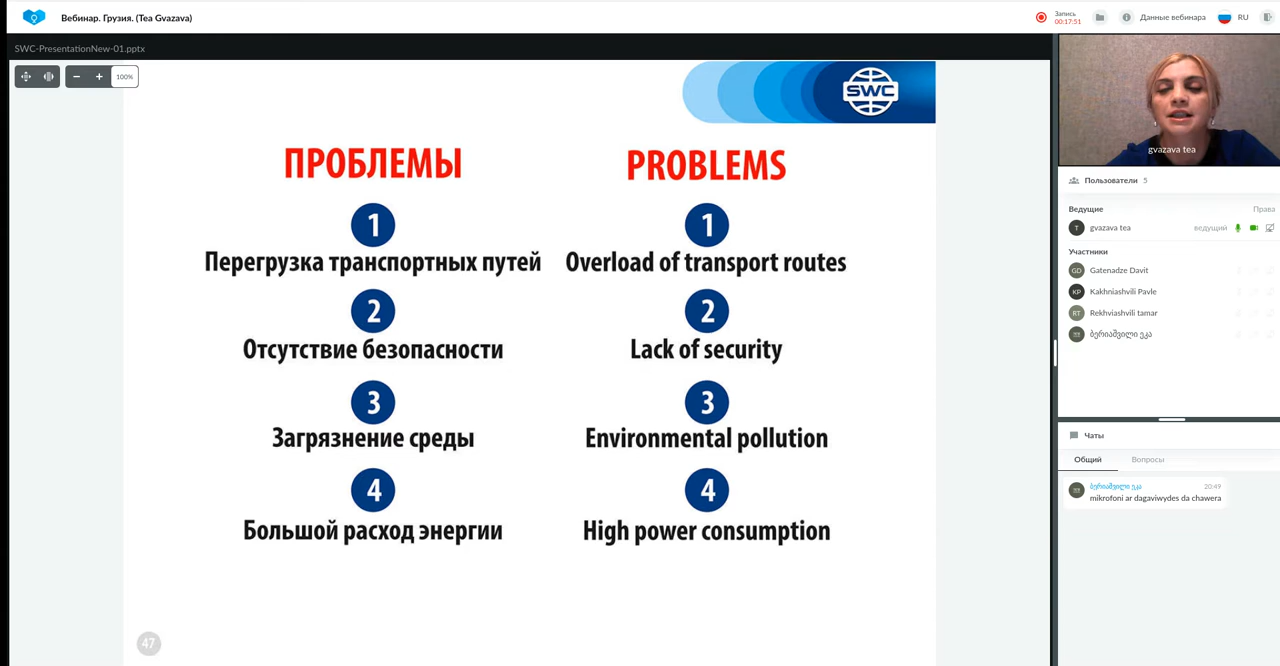 Вебинар. Грузия. (Tea Gvazava)
Запись
00:17:51
Данные вебинара
RU
SWC-PresentationNew-01.pptx
100%
SWC
ПРОБЛЕМЫ
1
Перегрузка транспортных путей
2
Отсутствие безопасности
3
Загрязнение среды
4
Большой расход энергии
PROBLEMS
1
Overload of transport routes
2
Lack of security
3
Environmental pollution
4
High power consumption
47
gvazava tea
Пользователи 5
Ведущие Права
T gvazava tea ведущий
Участники
GD Gatenadze Davit
KP Kakhniashvili Pavle
RT Rekhviashvili tamar
ბერიაშვილი ეკა
Чаты
Общий Вопросы
ბერიაშვილი ეკა 20:49
mikrofoni ar dagaviwydes da chawera